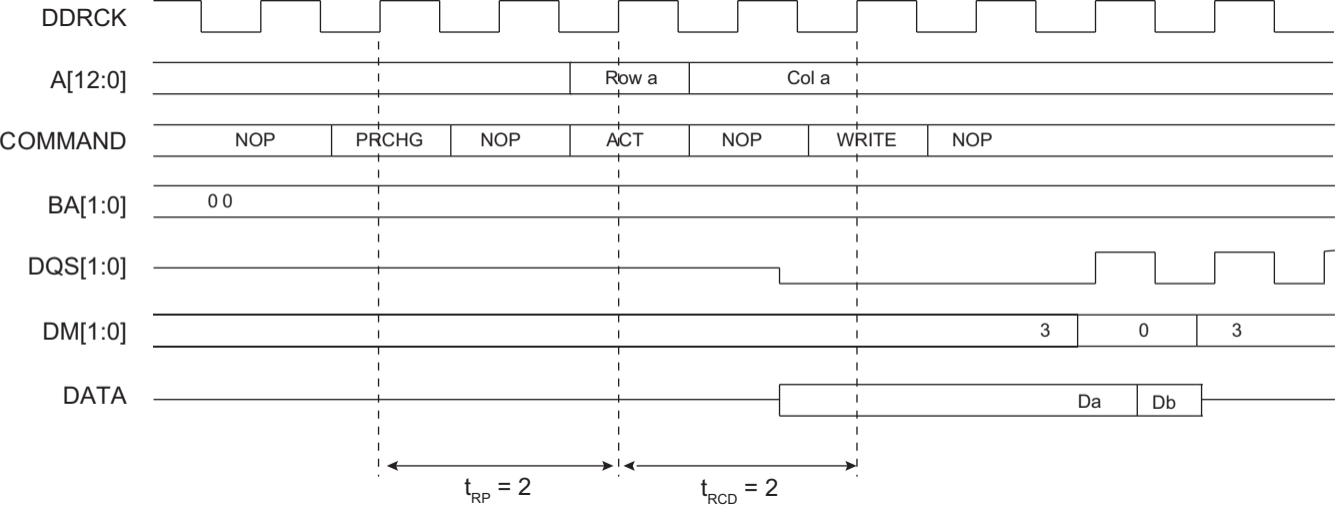 DDRCK
A[12:0] Row a Col a
COMMAND NOP PRCHG NOP ACT NOP WRITE NOP
BA[1:0] 0 0
DQS[1:0]
DM[1:0] 3 0 3
DATA Da Db
tRP = 2 tRCD = 2